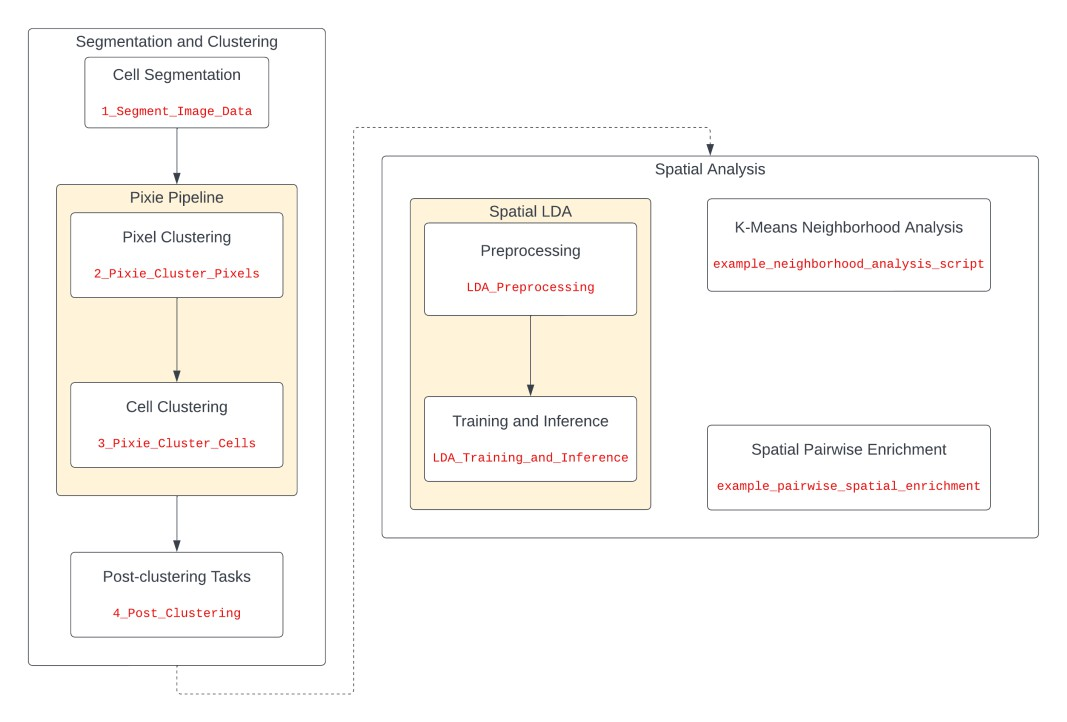 Segmentation and Clustering
Cell Segmentation
1_Segment_Image_Data
Pixie Pipeline
Pixel Clustering
2_Pixie_Cluster_Pixels
Cell Clustering
3_Pixie_Cluster_Cells
Post-clustering Tasks
4_Post_Clustering
Spatial Analysis
Spatial LDA
Preprocessing
LDA_Preprocessing
Training and Inference
LDA_Training_and_Inference
K-Means Neighborhood Analysis
example_neighborhood_analysis_script
Spatial Pairwise Enrichment
example_pairwise_spatial_enrichment